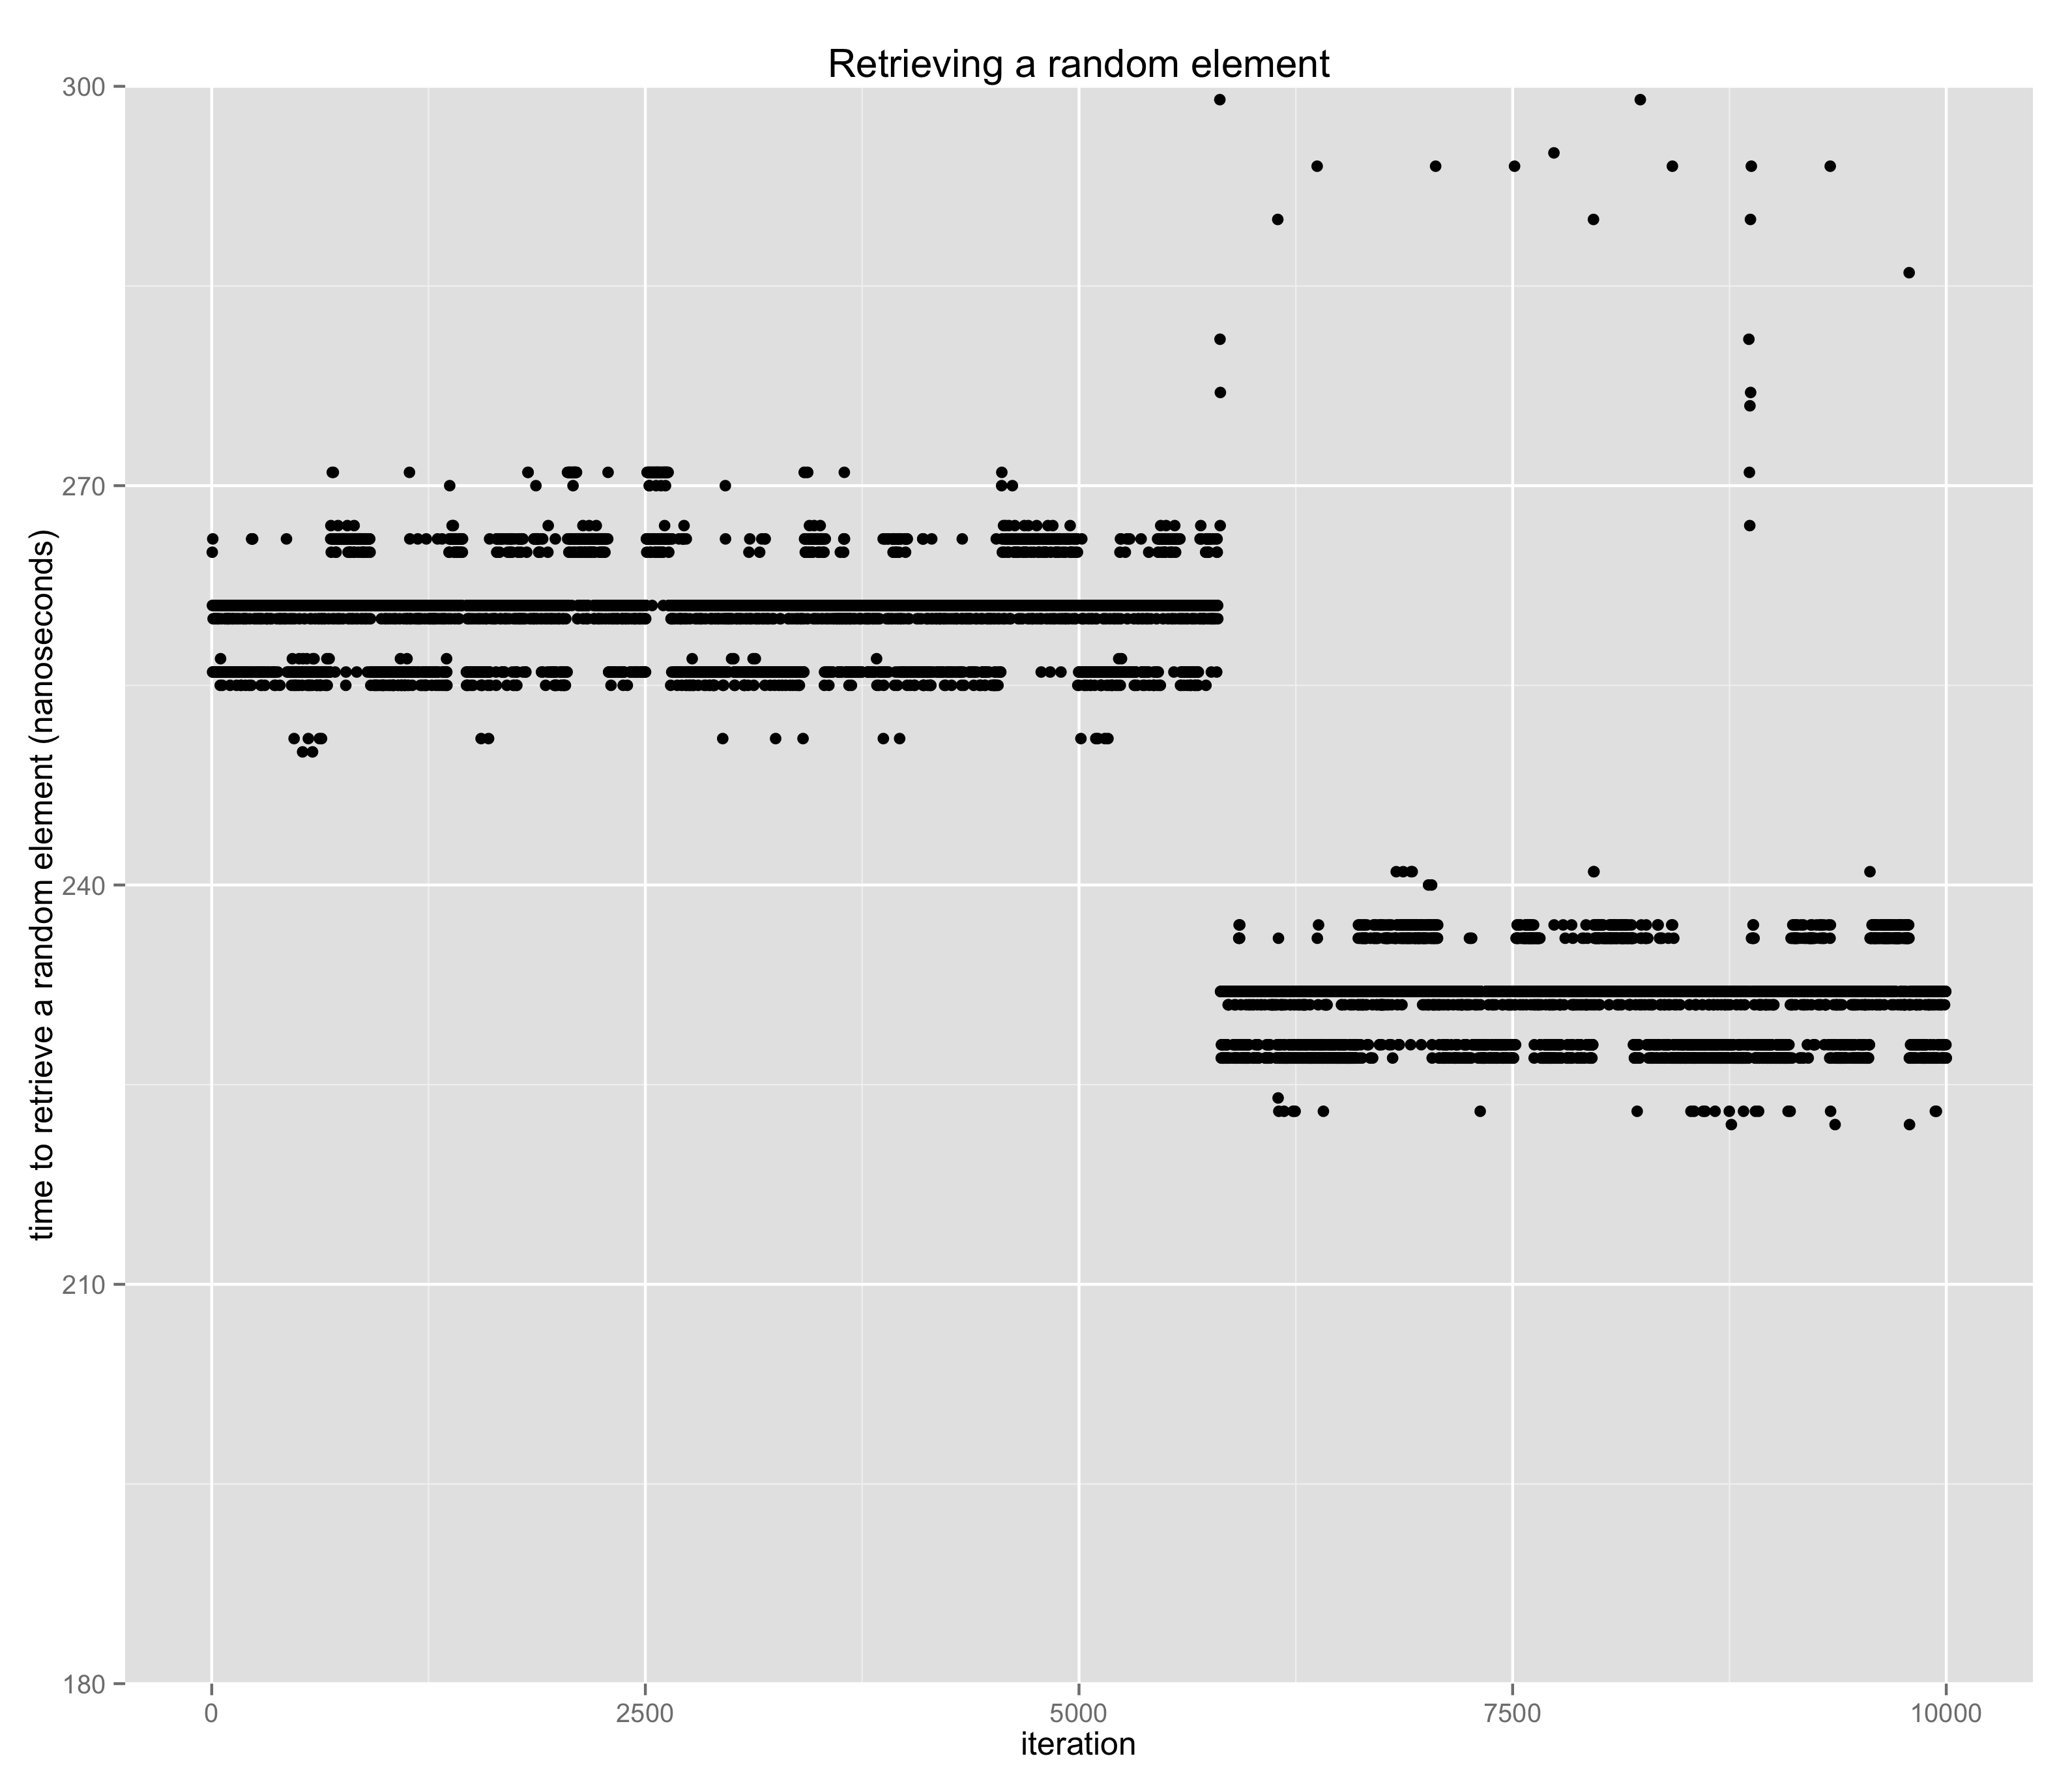 Retrieving a random element
time to retrieve a random element (nanoseconds)
300
270
240
210
180
0 2500 5000 7500 10000
iteration